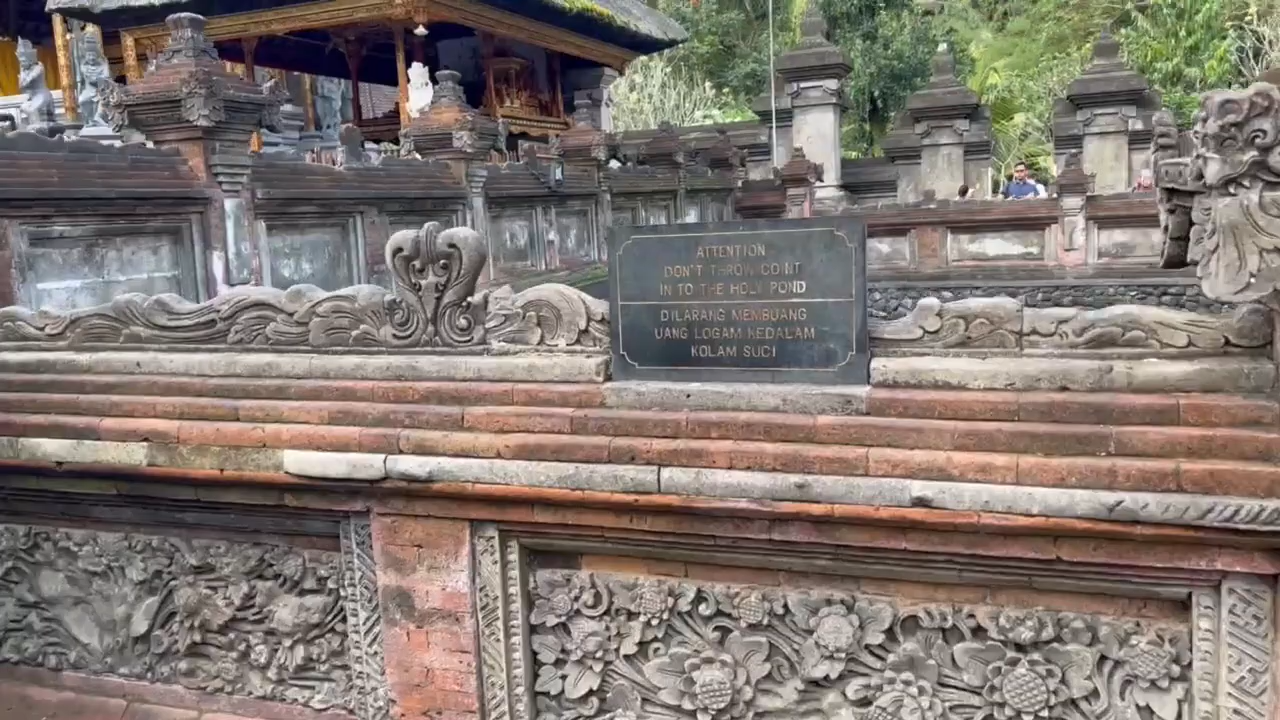 ATTENTION
DON'T THROW COINT
IN TO THE HOLY POND
DILARANG MEMBUANG
UANG LOGAM KEDALAM
KOLAM SUCI